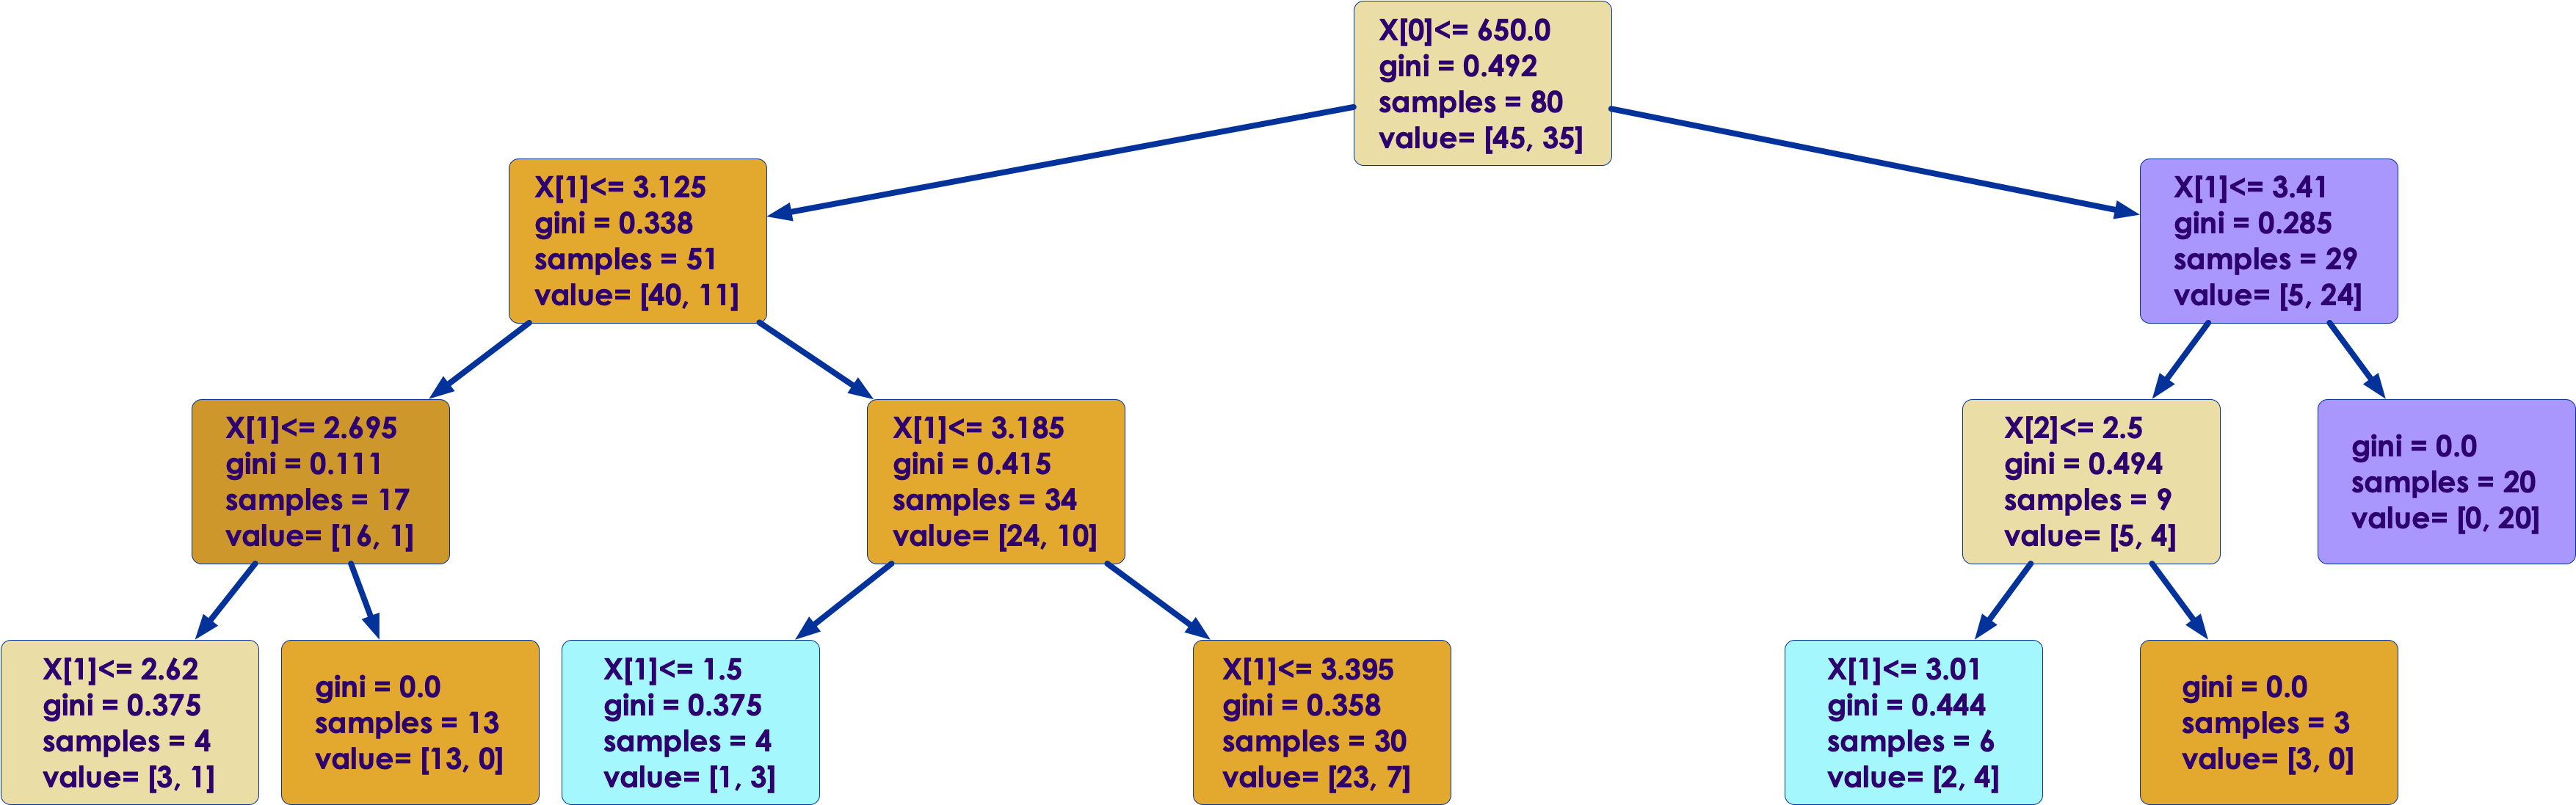 X[0]<= 650.0
gini = 0.492
samples = 80
value= [45, 35]
X[1]<= 3.125
gini = 0.338
samples = 51
value= [40, 11]
X[1]<= 3.41
gini = 0.285
samples = 29
value= [5, 24]
X[1]<= 2.695
gini = 0.111
samples = 17
value= [16, 1]
X[1]<= 3.185
gini = 0.415
samples = 34
value= [24, 10]
X[2]<= 2.5
gini = 0.494
samples = 9
value= [5, 4]
gini = 0.0
samples = 20
value= [0, 20]
X[1]<= 2.62
gini = 0.375
samples = 4
value= [3, 1]
gini = 0.0
samples = 13
value= [13, 0]
X[1]<= 1.5
gini = 0.375
samples = 4
value= [1, 3]
X[1]<= 3.395
gini = 0.358
samples = 30
value= [23, 7]
X[1]<= 3.01
gini = 0.444
samples = 6
value= [2, 4]
gini = 0.0
samples = 3
value= [3, 0]